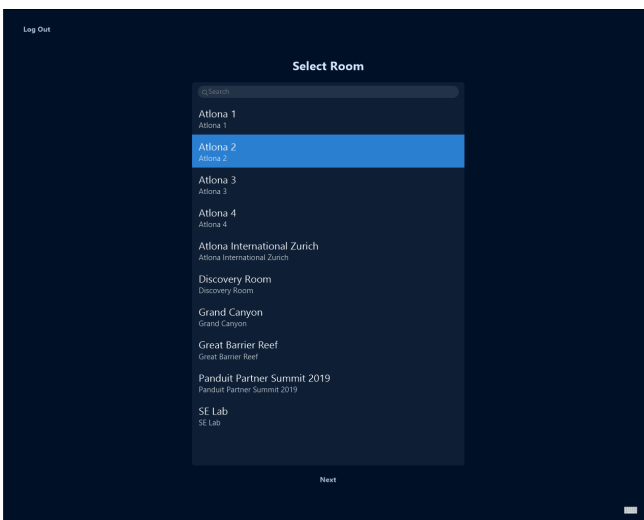 Log Out
Select Room
Search
Atlona 1
Atlona 1
Atlona 2
Atlona 2
Atlona 3
Atlona 3
Atlona 4
Atlona 4
Atlona International Zurich
Atlona International Zurich
Discovery Room
Discovery Room
Grand Canyon
Grand Canyon
Great Barrier Reef
Great Barrier Reef
Panduit Partner Summit 2019
Panduit Partner Summit 2019
SE Lab
SE Lab
Next